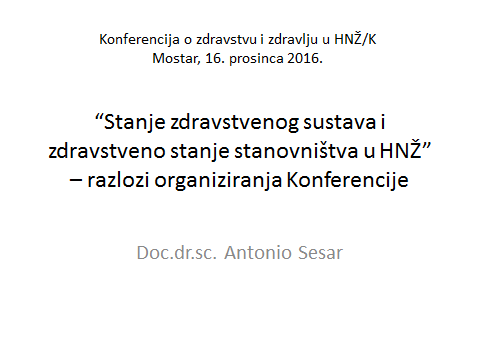 Konferencija o zdravstvu i zdravlju u HNŽ/K
Mostar, 16. prosinca 2016.
“Stanje zdravstvenog sustava i
zdravstveno stanje stanovništva u HNŽ”
– razlozi organiziranja Konferencije
Doc.dr.sc. Antonio Sesar